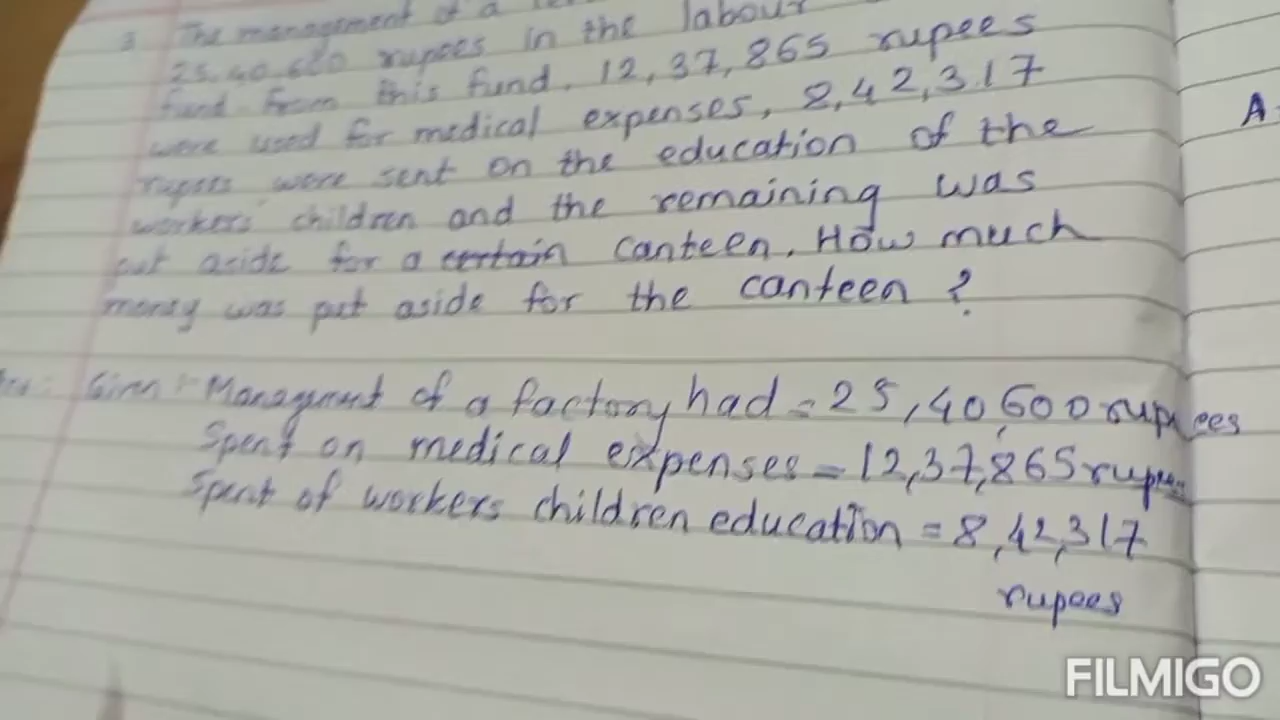 3 The management of a
25,40,600 rupees in the labour
fund. From this fund, 12,37,865 rupees
were used for medical expenses, 8,42,317
rupees were sent on the education of the
workers' children and the remaining was
put aside for a certain canteen. How much
money was put aside for the canteen ?
Given :- Managment of a factory had = 25,40,600 rupees
Spent on medical expenses = 12,37,865 rupees
Spent of workers children education = 8,42,317
rupees
A
FILMIGO